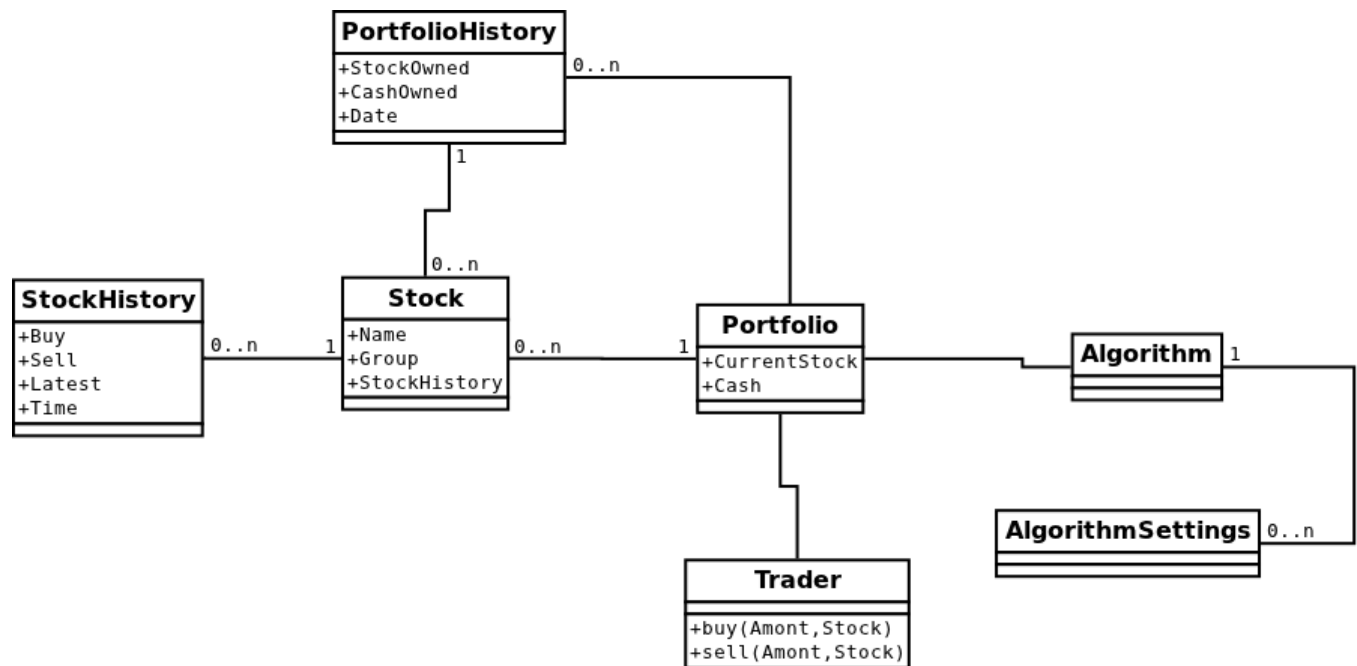 PortfolioHistory
+StockOwned
+CashOwned
+Date
0..n
1
0..n
StockHistory
+Buy
+Sell
+Latest
+Time
0..n
1
Stock
+Name
+Group
+StockHistory
0..n
1
Portfolio
+CurrentStock
+Cash
Algorithm
1
AlgorithmSettings
0..n
Trader
+buy(Amont,Stock)
+sell(Amont,Stock)